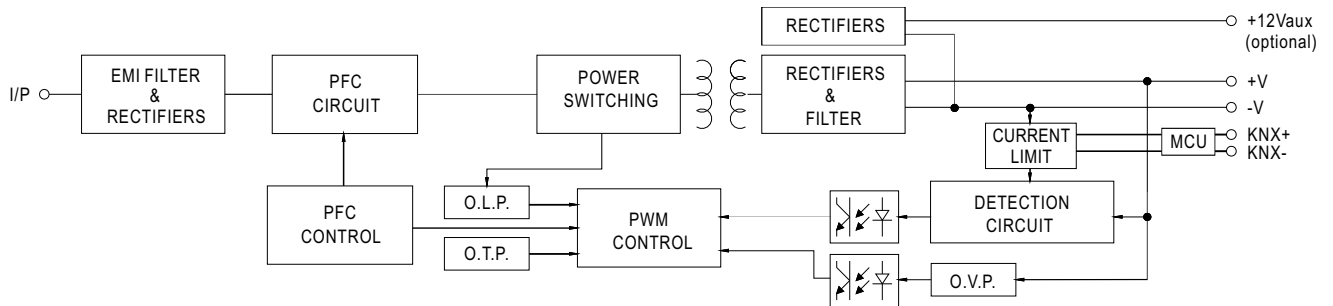 RECTIFIERS
+12Vaux
(optional)
I/P
EMI FILTER
&
RECTIFIERS
PFC
CIRCUIT
POWER
SWITCHING
RECTIFIERS
&
FILTER
+V
-V
CURRENT
LIMIT
MCU
KNX+
KNX-
PFC
CONTROL
O.L.P.
O.T.P.
PWM
CONTROL
DETECTION
CIRCUIT
O.V.P.